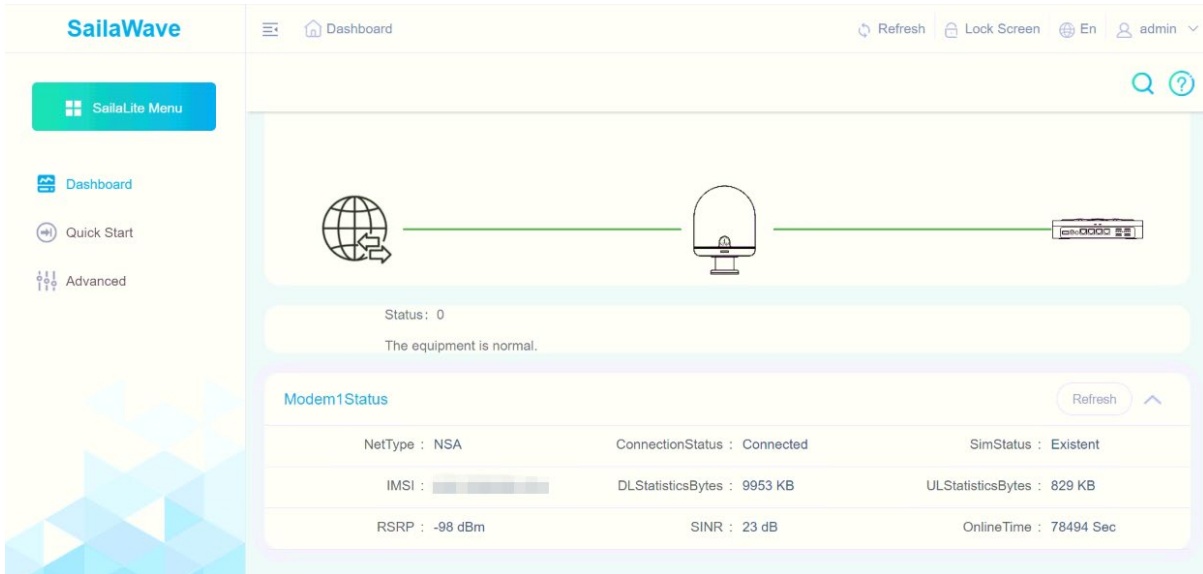 SailaWave
Dashboard
Refresh
Lock Screen
En
admin
SailaLite Menu
Dashboard
Quick Start
Advanced
Status: 0
The equipment is normal.
Modem1Status
Refresh
NetType : NSA ConnectionStatus : Connected SimStatus : Existent
IMSI : DLStatisticsBytes : 9953 KB ULStatisticsBytes : 829 KB
RSRP : -98 dBm SINR : 23 dB OnlineTime : 78494 Sec